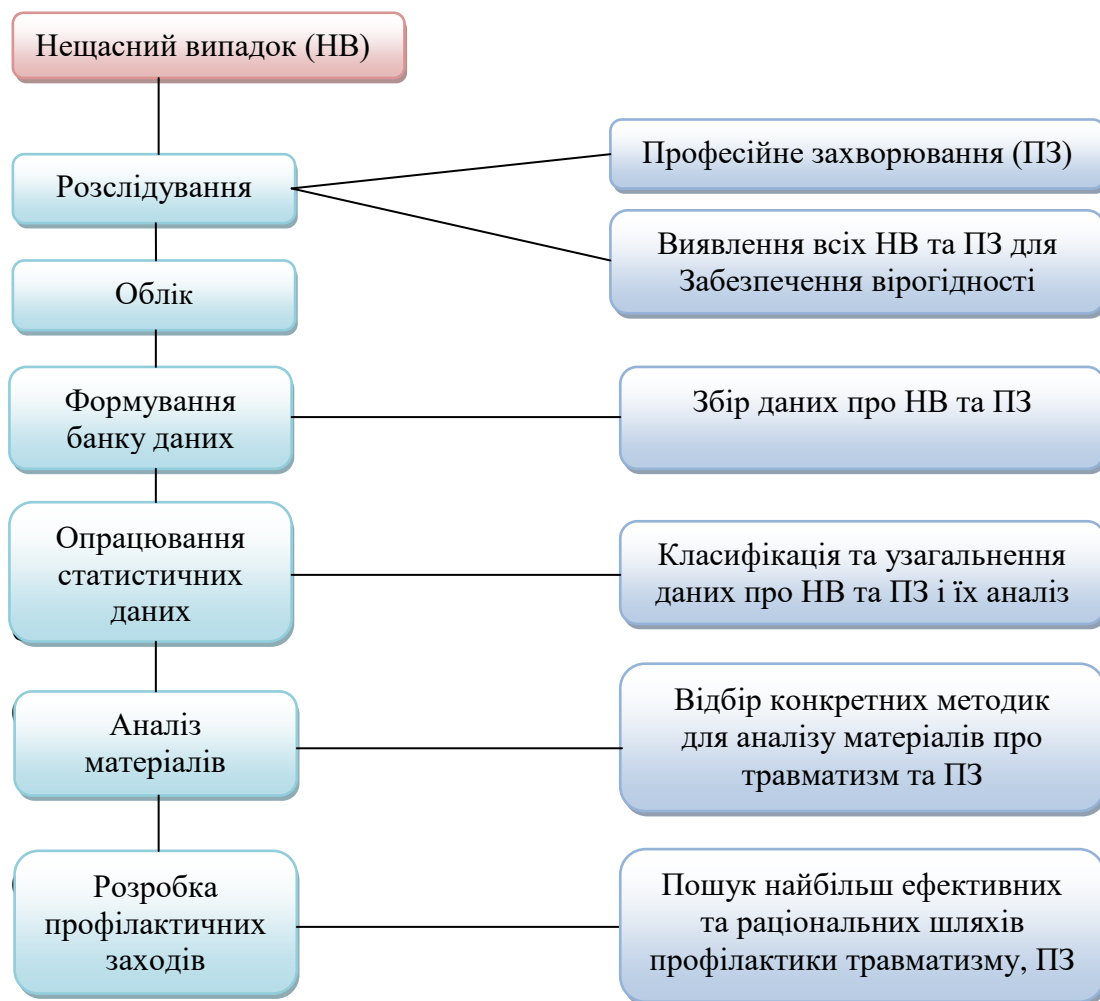 Нещасний випадок (НВ)
Професійне захворювання (ПЗ)
Розслідування
Виявлення всіх НВ та ПЗ для
Забезпечення вірогідності
Облік
Формування
банку даних
Збір даних про НВ та ПЗ
Опрацювання
статистичних
даних
Класифікація та узагальнення
даних про НВ та ПЗ і їх аналіз
Аналіз
матеріалів
Відбір конкретних методик
для аналізу матеріалів про
травматизм та ПЗ
Розробка
профілактичних
заходів
Пошук найбільш ефективних
та раціональних шляхів
профілактики травматизму, ПЗ